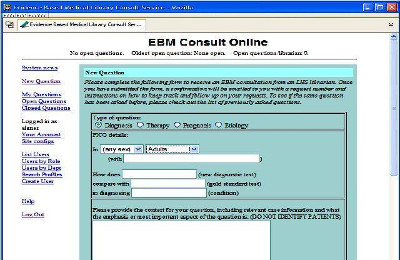 Evidence Based Medical Library Consult Service - Mozilla
Evidence Based Medical Library Consult Ser...
EBM Consult Online
No open questions. Oldest open question: None open. Open questions/librarian: 0.
System news
New Question
My Questions
Open Questions
Closed Questions
Logged in as
Your Account
Site configs
List Users
Users by Role
Users by Dept
Search Profiles
Create User
Help
Log Out
New Question
Please complete the following form to receive an EBM consultation from an LHS librarian. Once
you have submitted the form, a confirmation will be emailed to you with a request number and
instructions on how to keep track and follow up on your requests. To see if the same question
has been asked before, please check out the list of previously asked questions.
Type of question:
Diagnosis Therapy Prognosis Etiology
PICO details:
In (any sex) Adults
(with )
How does (new diagnostic test)
compare with (gold standard test)
in diagnosing (condition)
Please provide the context for your question, including relevant case information and what
the emphasis or most important aspect of the question is: (DO NOT IDENTIFY PATIENTS)